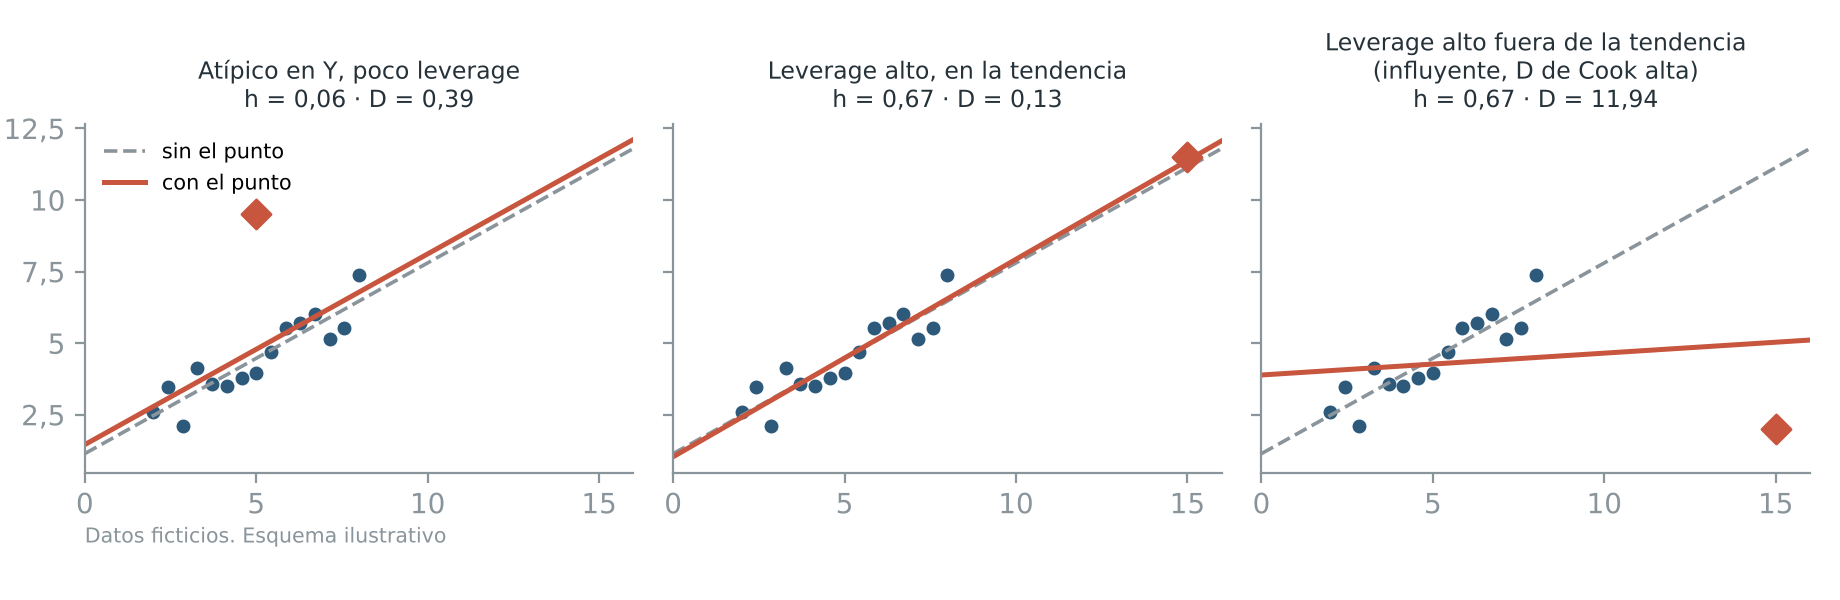 Atípico en Y, poco leverage
h = 0,06 · D = 0,39
12,5
10
7,5
5
2,5
sin el punto
con el punto
0
5
10
15
Leverage alto, en la tendencia
h = 0,67 · D = 0,13
0
5
10
15
Leverage alto fuera de la tendencia
(influyente, D de Cook alta)
h = 0,67 · D = 11,94
0
5
10
15
Datos ficticios. Esquema ilustrativo